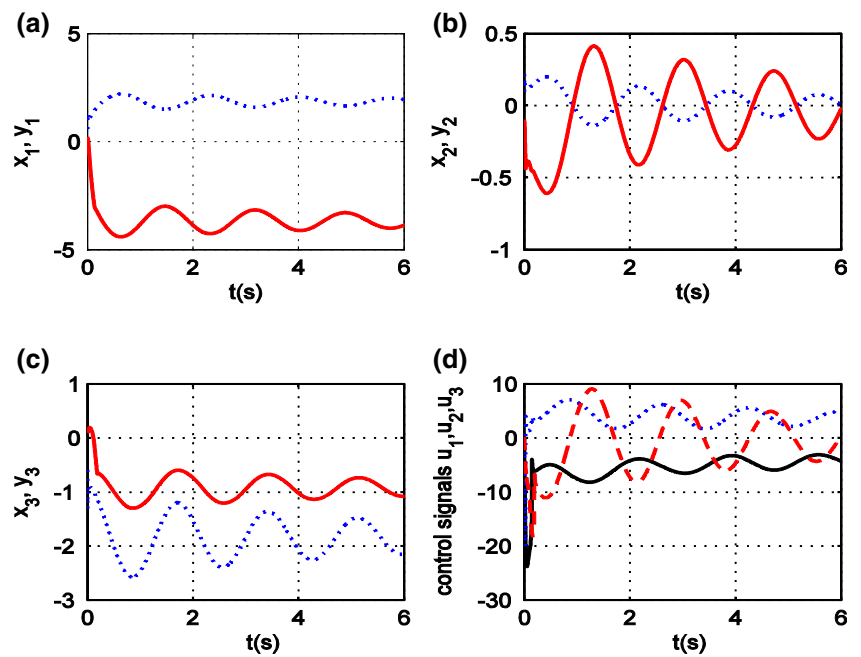 (a)
5
0
-5
0 2 4 6
t(s)
x1, y1
(b)
0.5
0
-0.5
-1
0 2 4 6
t(s)
x2, y2
(c)
1
0
-1
-2
-3
0 2 4 6
t(s)
x3, y3
(d)
10
0
-10
-20
-30
0 2 4 6
t(s)
control signals u1,u2,u3